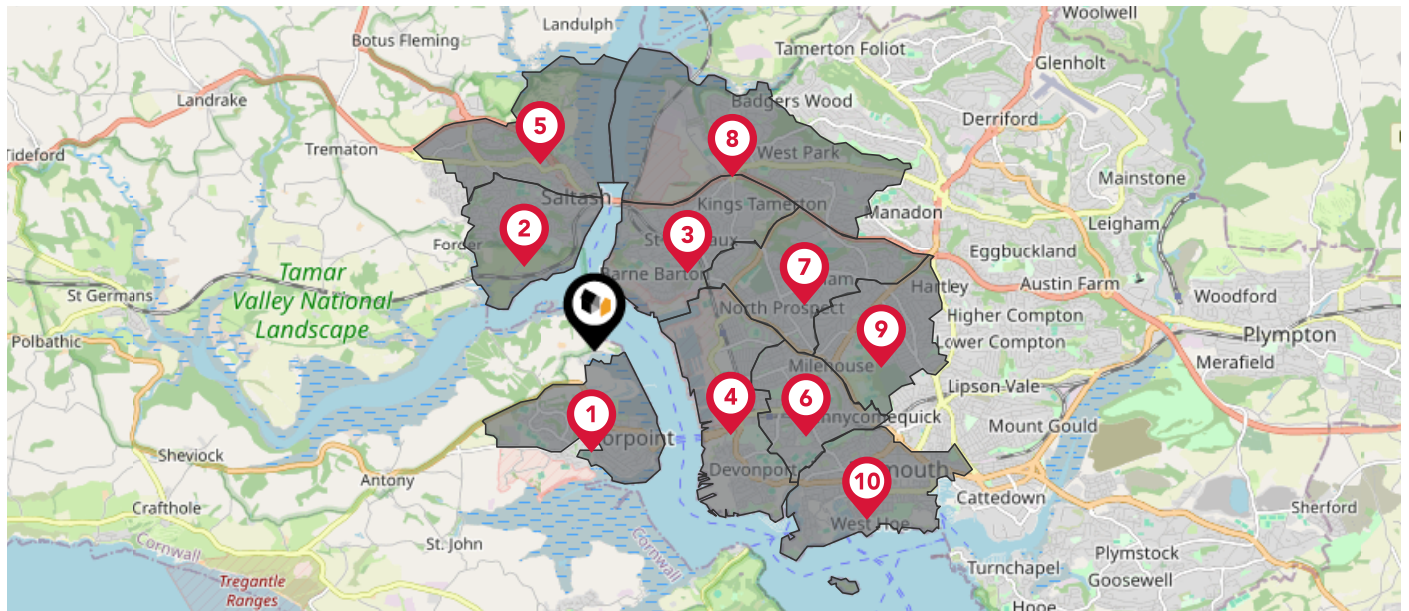 Landulph
Woolwell
Botus Fleming
Tamerton Foliot
Glenholt
Landrake
Badgers Wood
Derriford
5
8
Tideford
Trematon
West Park
Mainstone
Saltash
Kings Tamerton
Manadon
Leigham
2
3
Forder
Eggbuckland
7
Barne Barton
Tamar
Valley National
Landscape
St Germans
Austin Farm
Hartley
Woodford
North Prospect
Higher Compton
9
Plympton
Polbathic
Lower Compton
Merafield
Milehouse
Lipson Vale
4
6
1
Mount Gould
Sheviock
Devonport
Antony
10
Cattedown
Crafthole
West Hoe
Sherford
Cornwall
St. John
Cornwall
Plymstock
Turnchapel
Goosewell
Tregantle
Ranges
Hooe